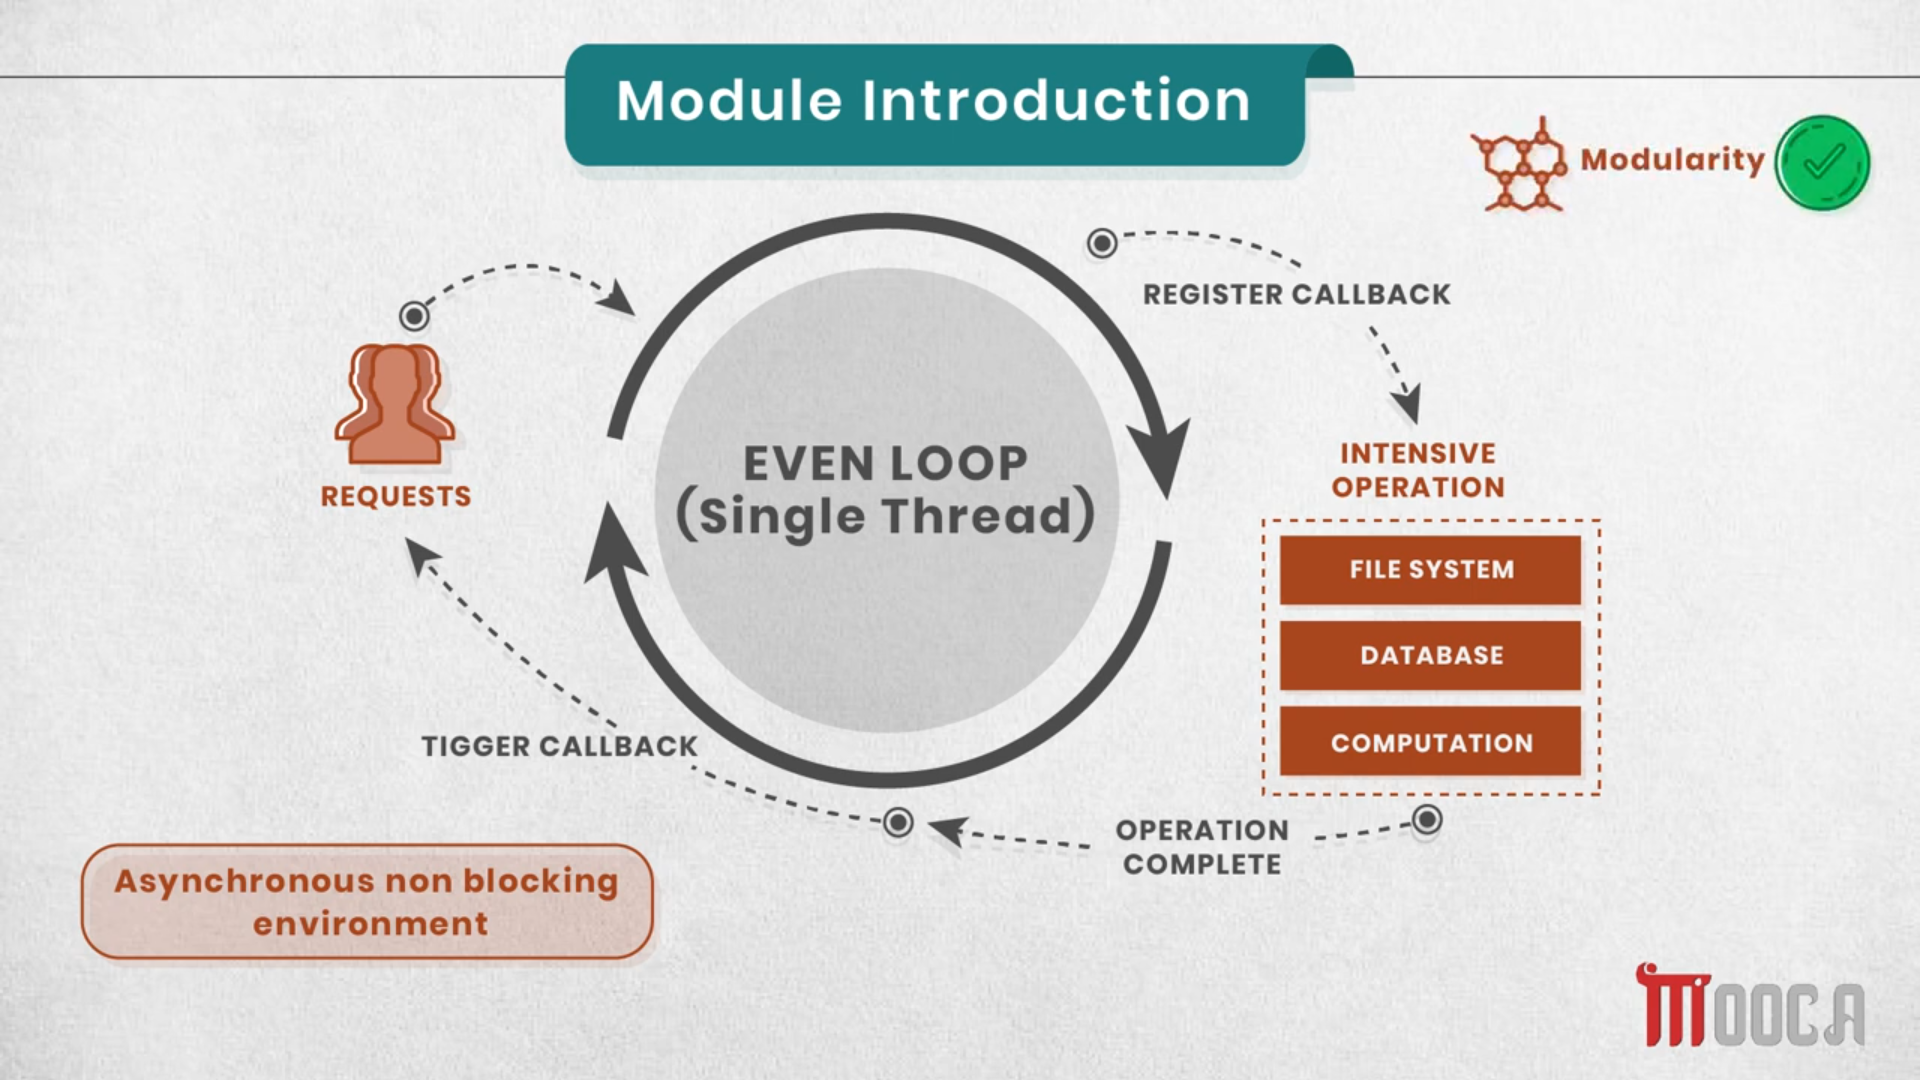 Module Introduction
Modularity
REGISTER CALLBACK
EVEN LOOP
(Single Thread)
REQUESTS
INTENSIVE
OPERATION
FILE SYSTEM
DATABASE
COMPUTATION
TIGGER CALLBACK
OPERATION
COMPLETE
Asynchronous non blocking
environment
MOOCA